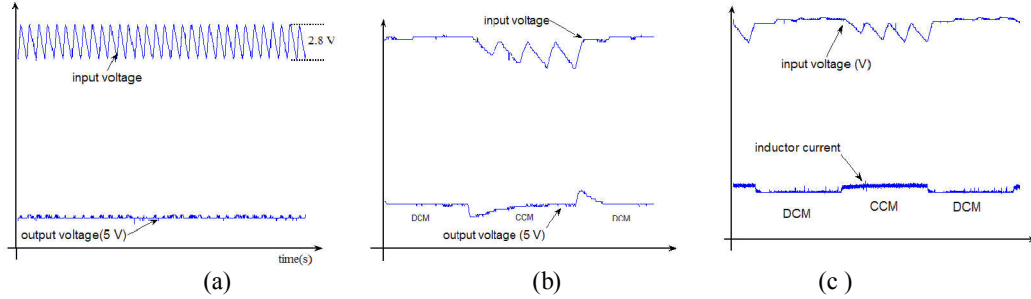 2.8 V
input voltage
output voltage(5 V)
time(s)
(a)
input voltage
DCM
CCM
DCM
output voltage (5 V)
(b)
input voltage (V)
inductor current
DCM
CCM
DCM
(c )